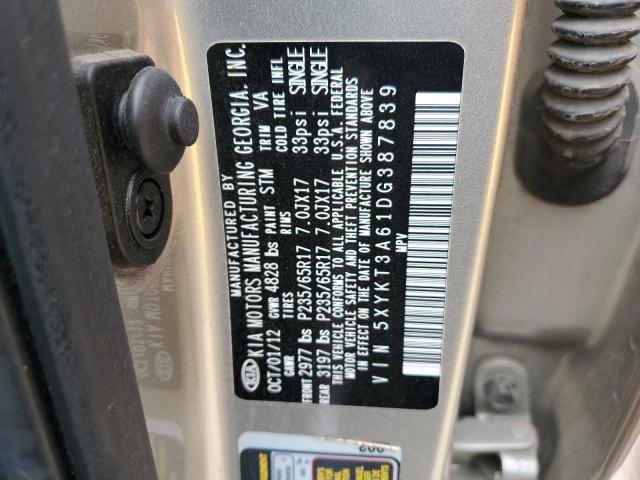 MANUFACTURED BY
KIA KIA MOTORS MANUFACTURING GEORGIA. INC.
OCT/01/12 GVWR 4828 lbs PAINT STM TRIM VA
GAWR TIRES RIMS COLD TIRE INFL
FRONT 2977 lbs P235/65R17 7.0JX17 33psi SINGLE
REAR 3197 lbs P235/65R17 7.0JX17 33psi SINGLE
THIS VEHICLE CONFORMS TO ALL APPLICABLE U.S.A. FEDERAL
MOTOR VEHICLE SAFETY AND THEFT PREVENTION STANDARDS
IN EFFECT ON THE DATE OF MANUFACTURE SHOWN ABOVE
VIN 5XYKT3A61DG387839
MPV